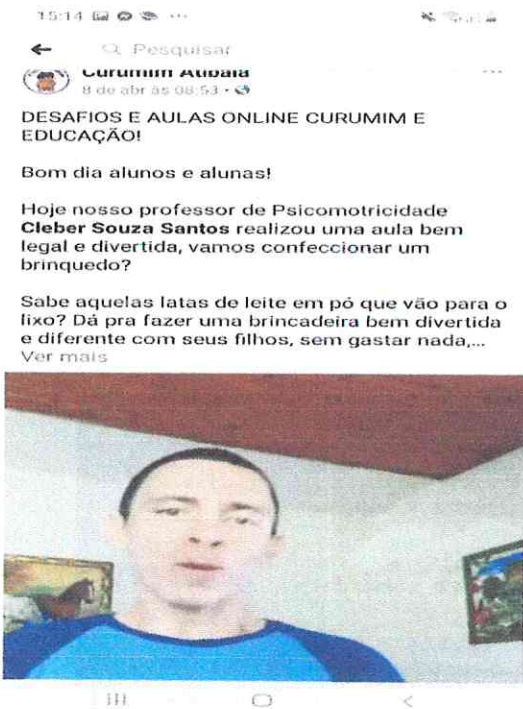 15:14
Pesquisar
Curumim Atibaia
8 de abr às 08:53
DESAFIOS E AULAS ONLINE CURUMIM E
EDUCAÇÃO!
Bom dia alunos e alunas!
Hoje nosso professor de Psicomotricidade
Cleber Souza Santos realizou uma aula bem
legal e divertida, vamos confeccionar um
brinquedo?
Sabe aquelas latas de leite em pó que vão para o
lixo? Dá pra fazer uma brincadeira bem divertida
e diferente com seus filhos, sem gastar nada,...
Ver mais